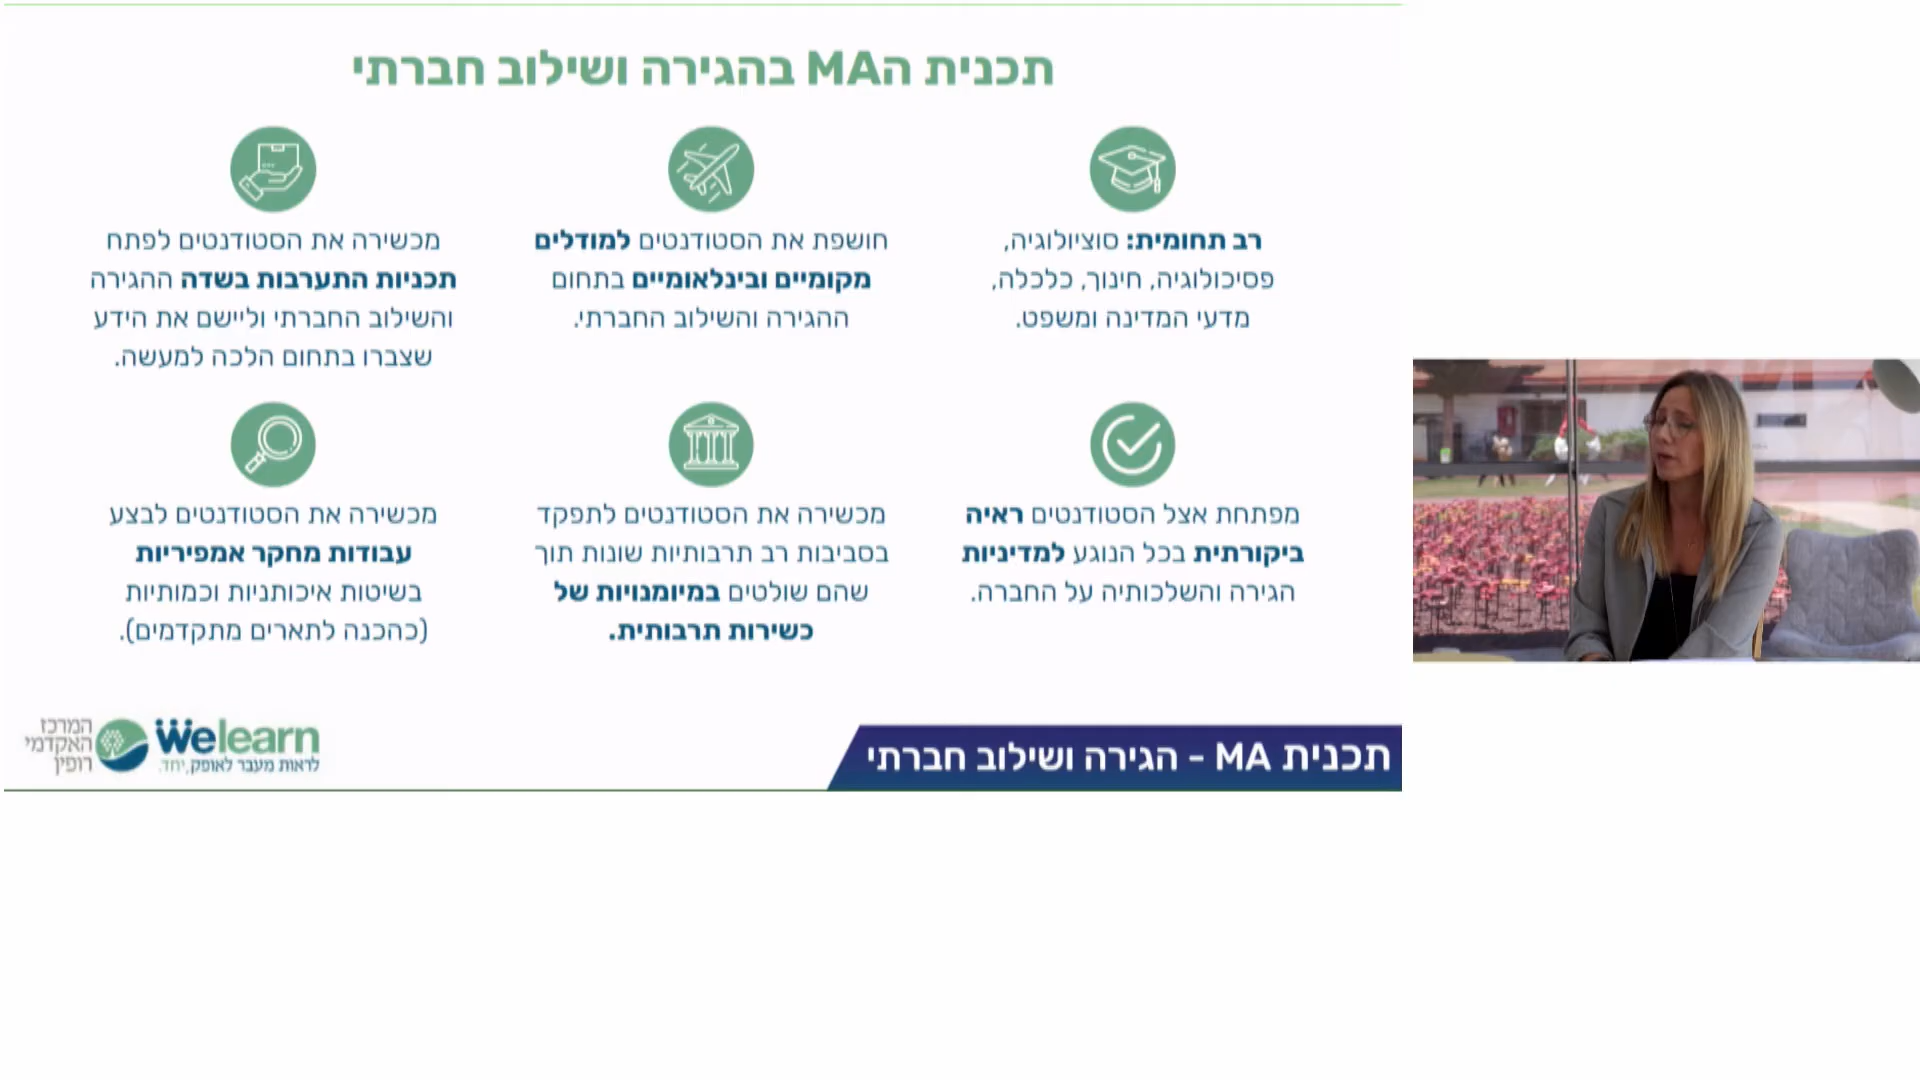 תכנית הMA בהגירה ושילוב חברתי
רב תחומית: סוציולוגיה,
פסיכולוגיה, חינוך, כלכלה,
מדעי המדינה ומשפט.
חושפת את הסטודנטים למודלים
מקומיים ובינלאומיים בתחום
ההגירה והשילוב החברתי.
מכשירה את הסטודנטים לפתח
תכניות התערבות בשדה ההגירה
והשילוב החברתי וליישם את הידע
שצברו בתחום הלכה למעשה.
מפתחת אצל הסטודנטים ראיה
ביקורתית בכל הנוגע למדיניות
הגירה והשלכותיה על החברה.
מכשירה את הסטודנטים לתפקד
בסביבות רב תרבותיות שונות תוך
שהם שולטים במיומנויות של
כשירות תרבותית.
מכשירה את הסטודנטים לבצע
עבודות מחקר אמפיריות
בשיטות איכותניות וכמותיות
(כהכנה לתארים מתקדמים).
תכנית MA - הגירה ושילוב חברתי
Welearn
לראות מעבר לאופק, יחד.
המרכז
האקדמי
רופין